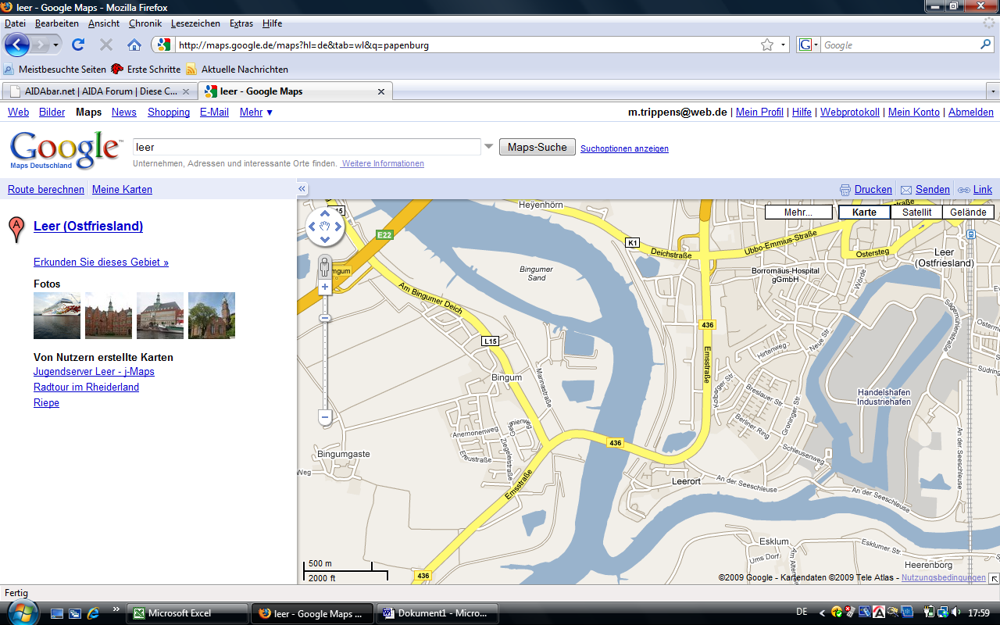 leer - Google Maps - Mozilla Firefox
Datei Bearbeiten Ansicht Chronik Lesezeichen Extras Hilfe
http://maps.google.de/maps?hl=de&tab=wl&q=papenburg
Google
Meistbesuchte Seiten Erste Schritte Aktuelle Nachrichten
AIDAbar.net | AIDA Forum | Diese C... leer - Google Maps
Web Bilder Maps News Shopping E-Mail Mehr ▼
m.trippens@web.de | Mein Profil | Hilfe | Webprotokoll | Mein Konto | Abmelden
Google™
Maps Deutschland
leer
Maps-Suche
Suchoptionen anzeigen
Unternehmen, Adressen und interessante Orte finden. Weitere Informationen
Route berechnen Meine Karten
«
Drucken Senden Link
A
Leer (Ostfriesland)
Erkunden Sie dieses Gebiet »
Fotos
Von Nutzern erstellte Karten
Jugendserver Leer - j-Maps
Radtour im Rheiderland
Riepe
Mehr... Karte Satellit Gelände
L15
Heyenhörn
E22
K1
Deichstraße
Ubbo-Emmius-Straße
Ostersteg
Leer
(Ostfriesland)
Bingumer
Sand
Borromäus-Hospital
gGmbH
Wörde
Am Bingumer Deich
Sägemühlenstraße
436
L15
Emsstraße
Hirtenweg
Neue Str.
Bingum
Marinastraße
Kolberger Str
Breslauer Str.
Groninger Str.
Berliner Ring
Handelshafen
Industriehafen
Südring
Anemonenweg
Ziegeleistraße
Bingumgaste
436
Schleusenweg
An der Seeschleuse
Weg
Emsstraße
Leerort
An der Seeschleuse
An der Seeschleuse
Esklum
Ums Dorf
Esklumer Str.
Heerenborg
500 m
2000 ft
436
©2009 Google - Kartendaten ©2009 Tele Atlas - Nutzungsbedingungen
Fertig
» Microsoft Excel leer - Google Maps ... Dokument1 - Micro...
DE 17:59